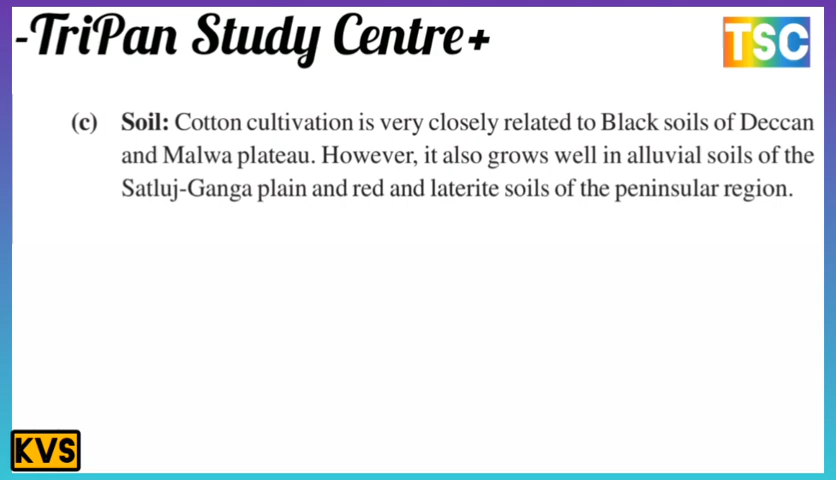 -TriPan Study Centre+
TSC
(c) Soil: Cotton cultivation is very closely related to Black soils of Deccan
and Malwa plateau. However, it also grows well in alluvial soils of the
Satluj-Ganga plain and red and laterite soils of the peninsular region.
KVS